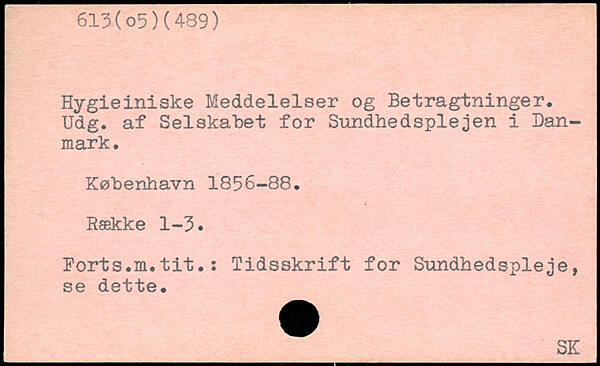 613(o5)(489)
Hygieiniske Meddelelser og Betragtninger.
Udg. af Selskabet for Sundhedsplejen i Dan-
mark.
København 1856-88.
Række 1-3.
Forts.m.tit.: Tidsskrift for Sundhedspleje,
se dette.
SK